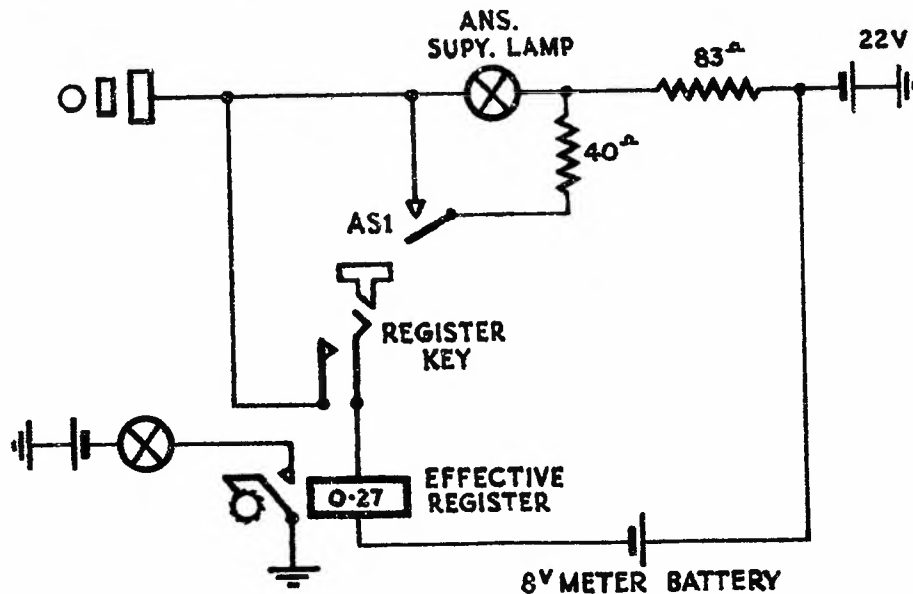 ANS.
SUPY. LAMP
83Ω
22V
40Ω
AS1
REGISTER
KEY
EFFECTIVE
REGISTER
0·27
8V METER BATTERY